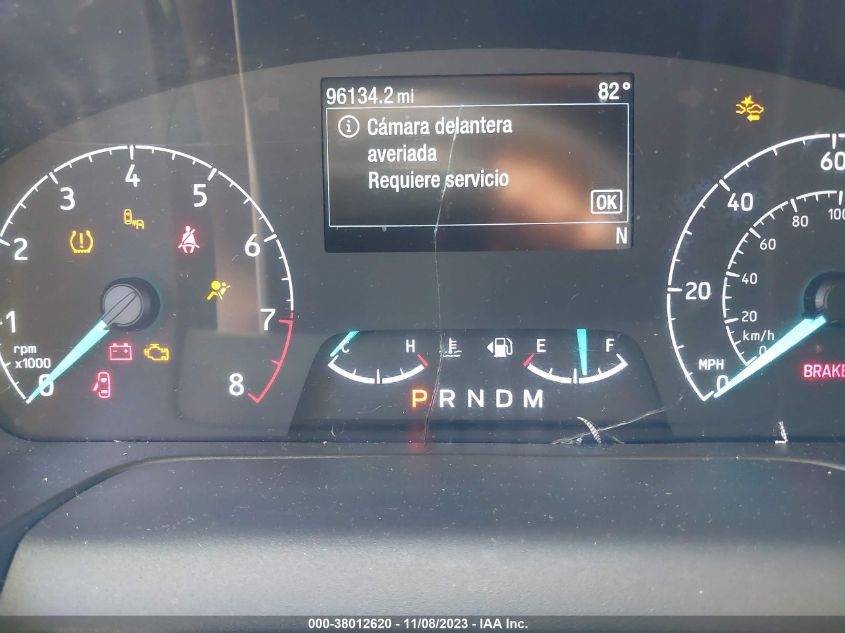 96134.2 mi 82°
Cámara delantera
averiada
Requiere servicio
OK
N
1 2 3 4 5 6 7 8
rpm
x1000
0
A
C H E F
P R N D M
20 40 60
20 40 60 80 100
km/h
0
MPH
0
BRAKE
000-38012620 - 11/08/2023 - IAA Inc.